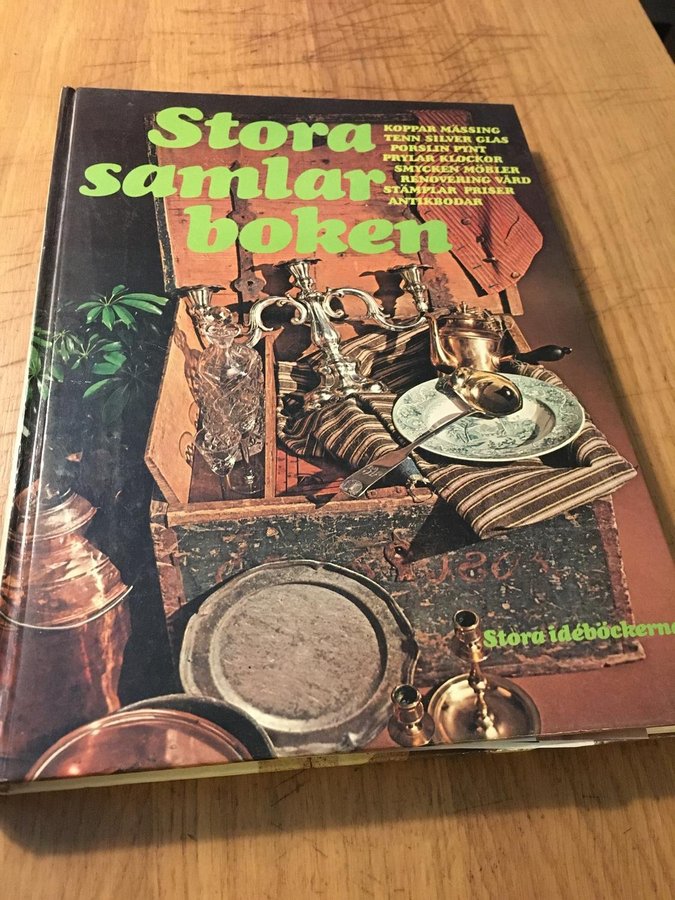 Stora
samlar
boken
KOPPAR MÄSSING
TENN SILVER GLAS
PORSLIN PYNT
PRYLAR KLOCKOR
SMYCKEN MÖBLER
RENOVERING VÅRD
STÄMPLAR PRISER
ANTIKBODAR
Stora idéböckerna